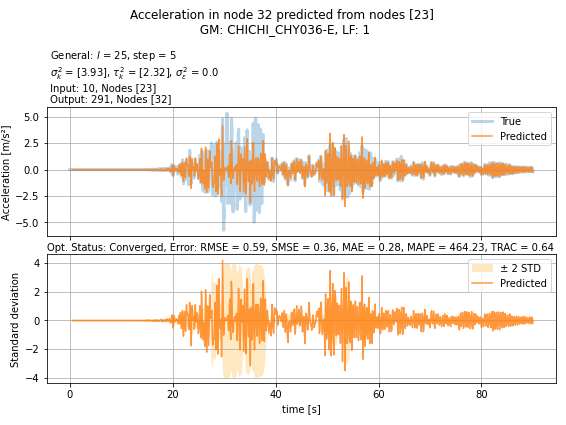 Acceleration in node 32 predicted from nodes [23]
GM: CHICHI_CHY036-E, LF: 1
General: l = 25, step = 5
σ²ₖ = [3.93], τ²ₖ = [2.32], σ²ε = 0.0
Input: 10, Nodes [23]
Output: 291, Nodes [32]
Acceleration [m/s²]
5.0
2.5
0.0
−2.5
−5.0
True
Predicted
Opt. Status: Converged, Error: RMSE = 0.59, SMSE = 0.36, MAE = 0.28, MAPE = 464.23, TRAC = 0.64
Standard deviation
4
2
0
−2
−4
± 2 STD
Predicted
0 20 40 60 80
time [s]